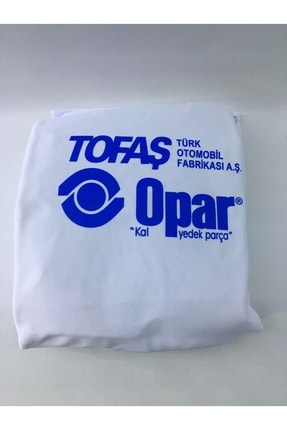 TOFAŞ TÜRK
OTOMOBİL
FABRİKASI A.Ş.
Opar®
"Kal yedek parça"